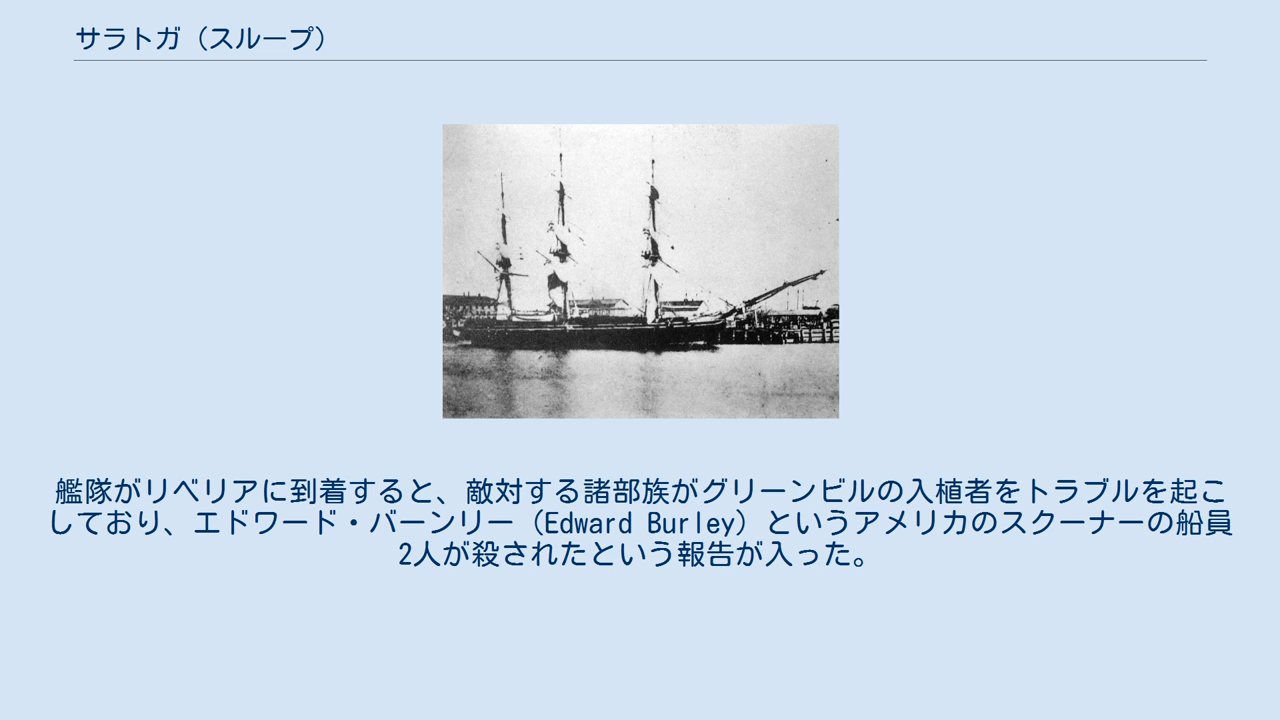 サラトガ（スループ）
艦隊がリベリアに到着すると、敵対する諸部族がグリーンビルの入植者をトラブルを起こ
しており、エドワード・バーンリー（Edward Burley）というアメリカのスクーナーの船員
2人が殺されたという報告が入った。